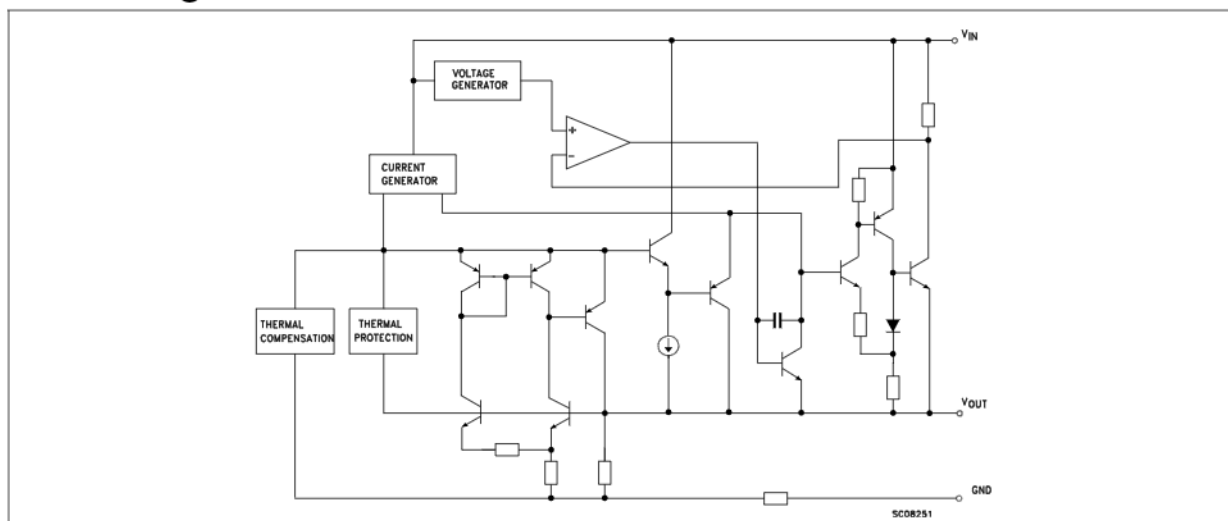 VIN
VOLTAGE
GENERATOR
+
−
CURRENT
GENERATOR
THERMAL
COMPENSATION
THERMAL
PROTECTION
VOUT
GND
SC08251